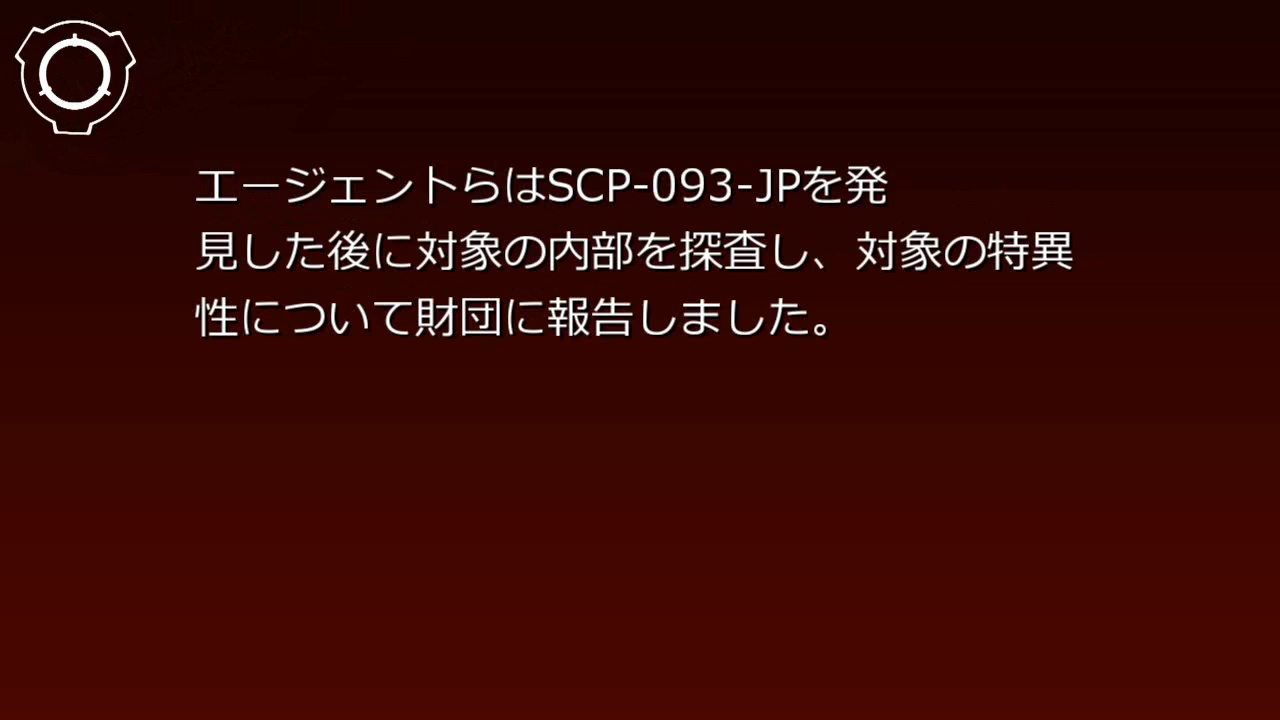 エージェントらはSCP-093-JPを発
見した後に対象の内部を探査し、対象の特異
性について財団に報告しました。